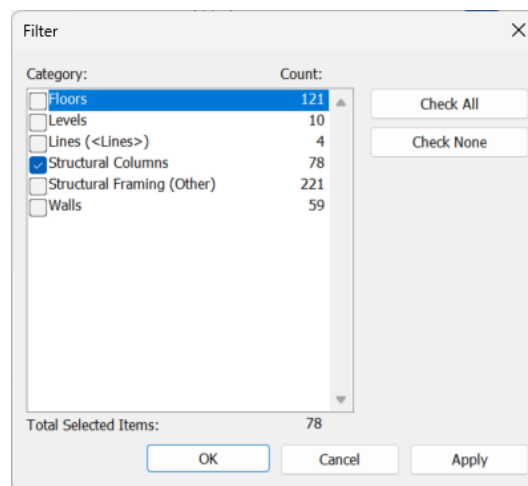 Filter
Category: Count:
Floors 121
Levels 10
Lines (<Lines>) 4
Structural Columns 78
Structural Framing (Other) 221
Walls 59
Check All
Check None
Total Selected Items: 78
OK Cancel Apply